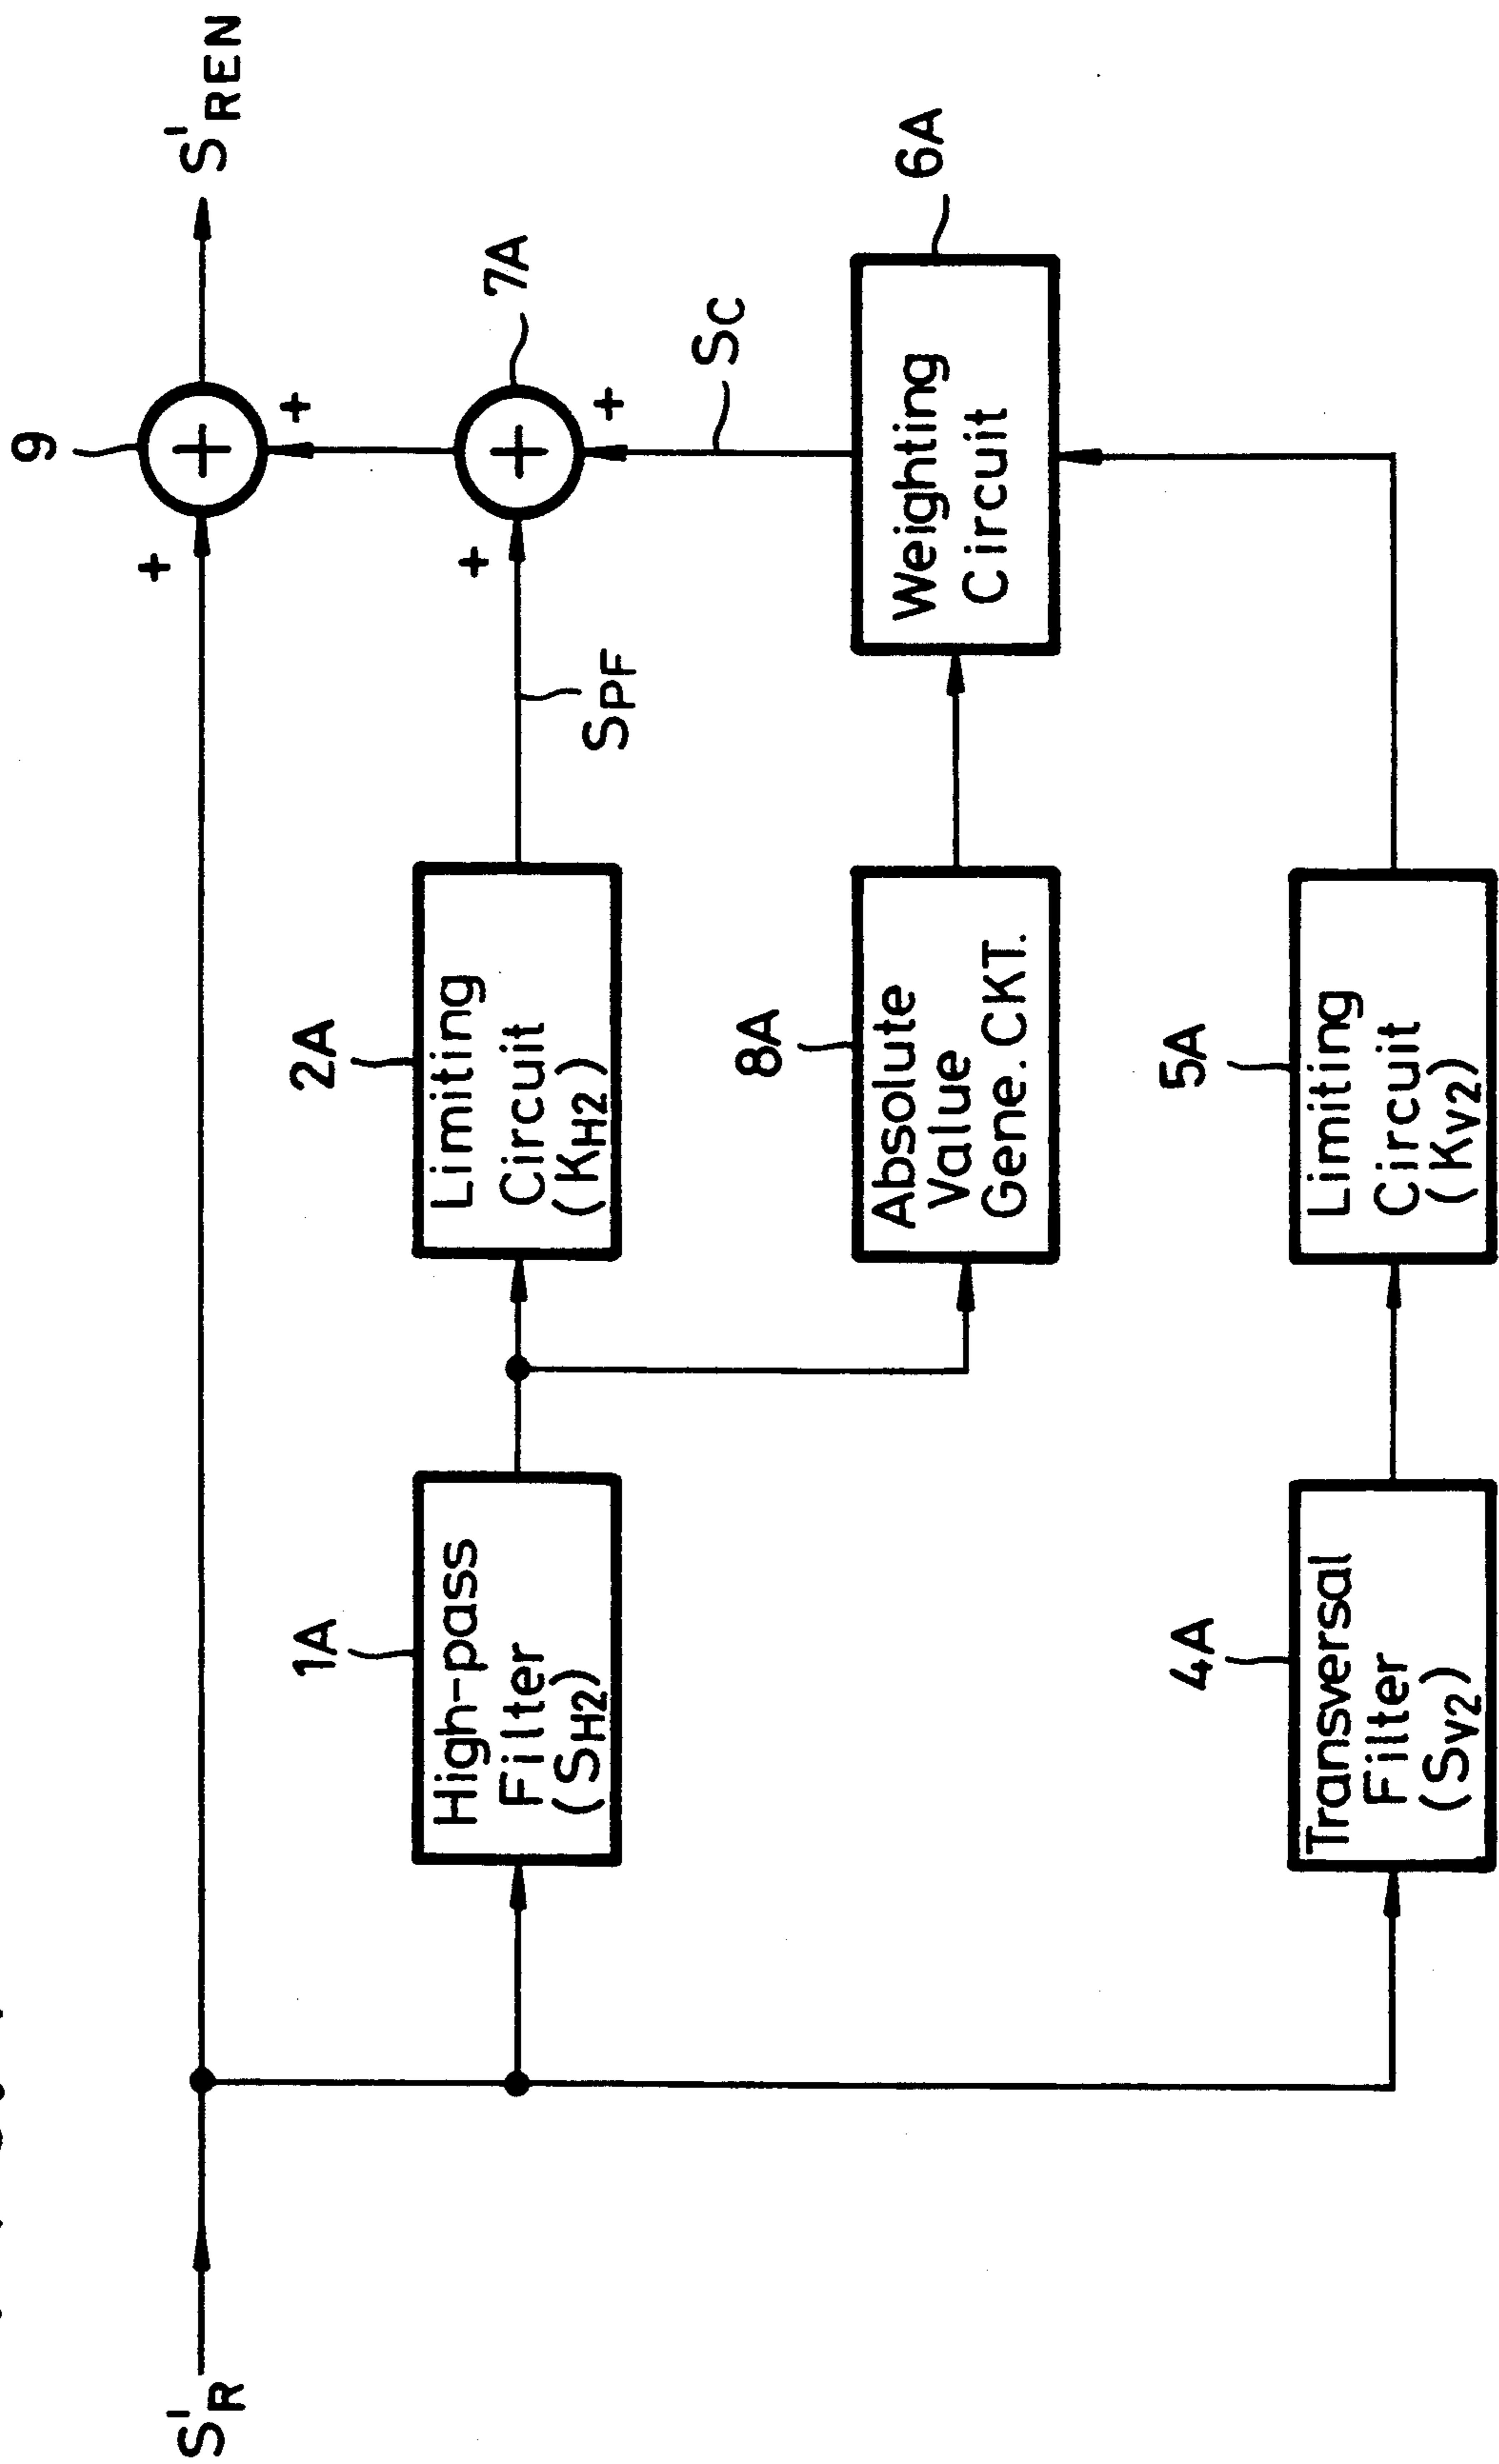 9
S'REN
+
+
7A
+
+
SPF
SC
6A
Weighting
Circuit
2A
Limiting
Circuit
(KH2)
8A
Absolute
Value
Gene. CKT.
5A
Limiting
Circuit
(KV2)
1A
High-pass
Filter
(SH2)
4A
Transversal
Filter
(SV2)
S'R